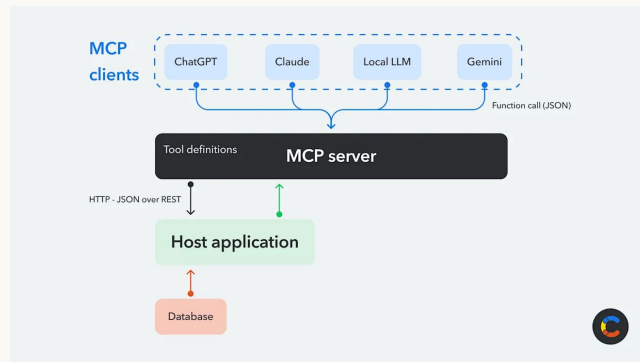 MCP
clients
ChatGPT
Claude
Local LLM
Gemini
Function call (JSON)
Tool definitions
MCP server
HTTP - JSON over REST
Host application
Database